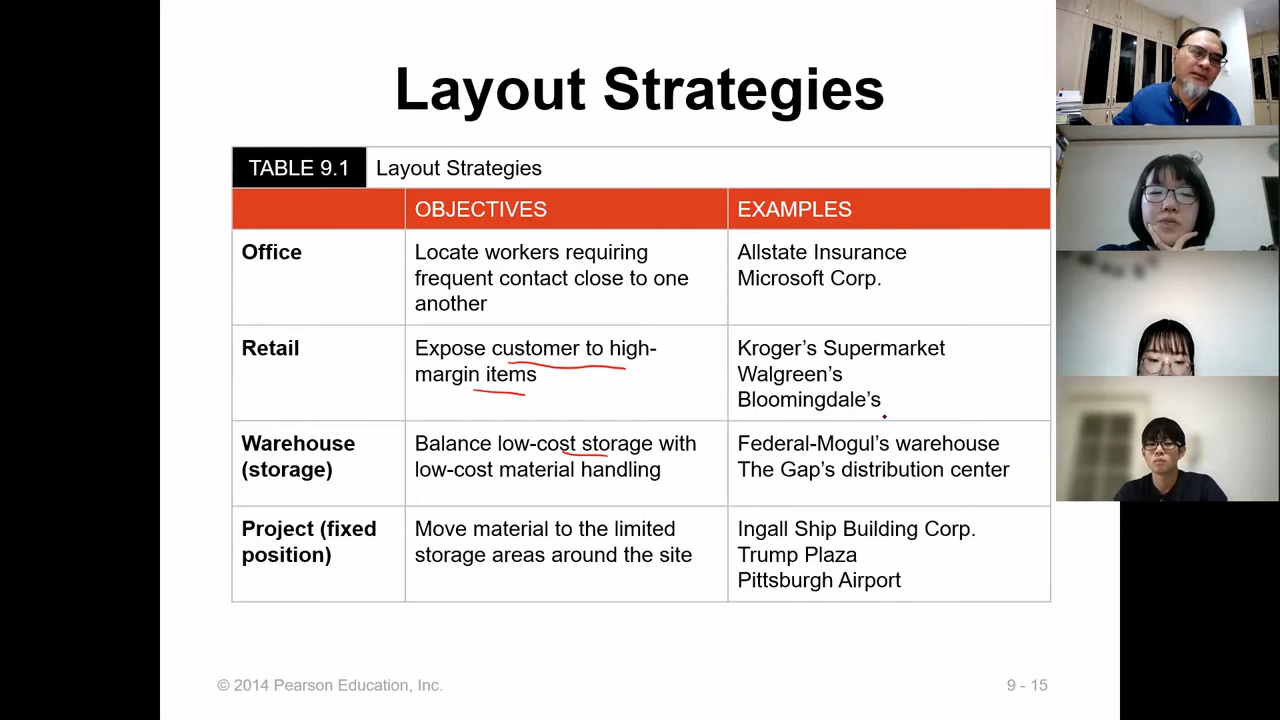 Layout Strategies
TABLE 9.1 Layout Strategies
OBJECTIVES EXAMPLES
Office
Locate workers requiring
frequent contact close to one
another
Allstate Insurance
Microsoft Corp.
Retail
Expose customer to high-
margin items
Kroger’s Supermarket
Walgreen’s
Bloomingdale’s
Warehouse
(storage)
Balance low-cost storage with
low-cost material handling
Federal-Mogul’s warehouse
The Gap’s distribution center
Project (fixed
position)
Move material to the limited
storage areas around the site
Ingall Ship Building Corp.
Trump Plaza
Pittsburgh Airport
© 2014 Pearson Education, Inc.
9 - 15